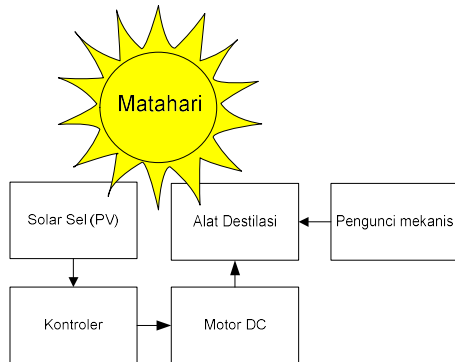 Matahari
Solar Sel (PV)
Alat Destilasi
Pengunci mekanis
Kontroler
Motor DC